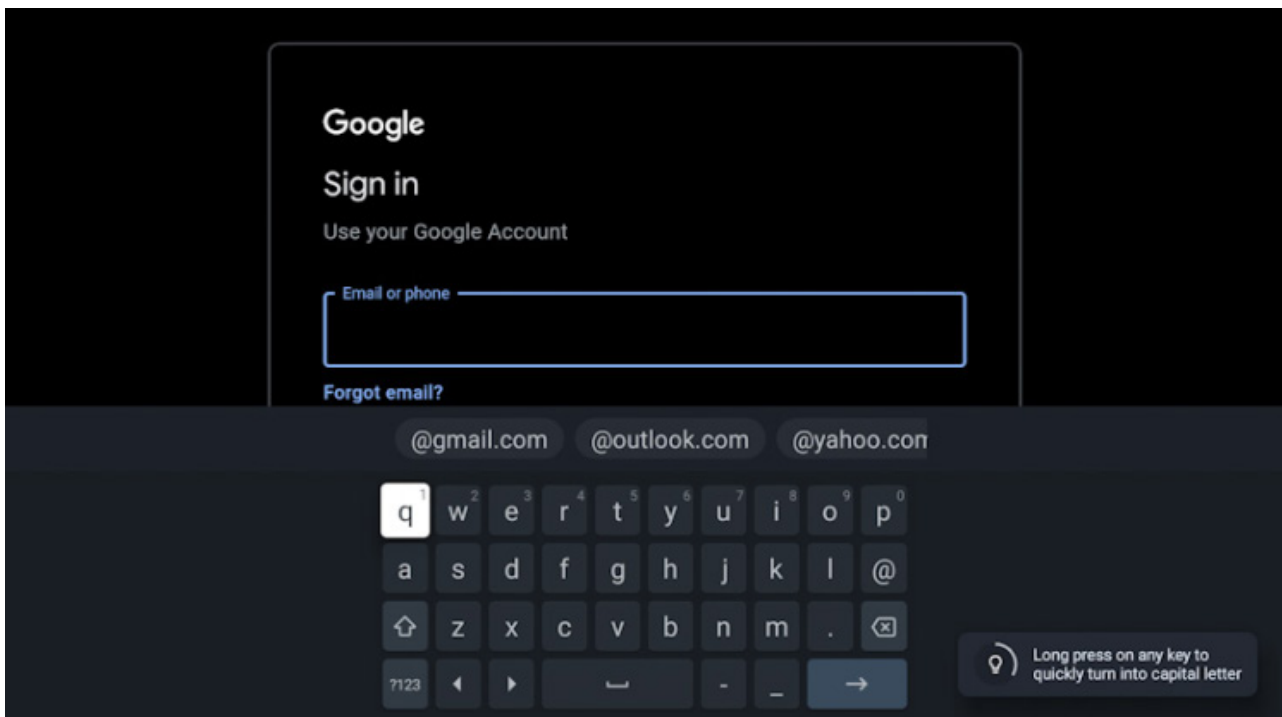 Google
Sign in
Use your Google Account
Email or phone
Forgot email?
@gmail.com @outlook.com @yahoo.com
q 1 w 2 e 3 r 4 t 5 y 6 u 7 i 8 o 9 p 0
a s d f g h j k l @
z x c v b n m .
?123 - _
Long press on any key to
quickly turn into capital letter